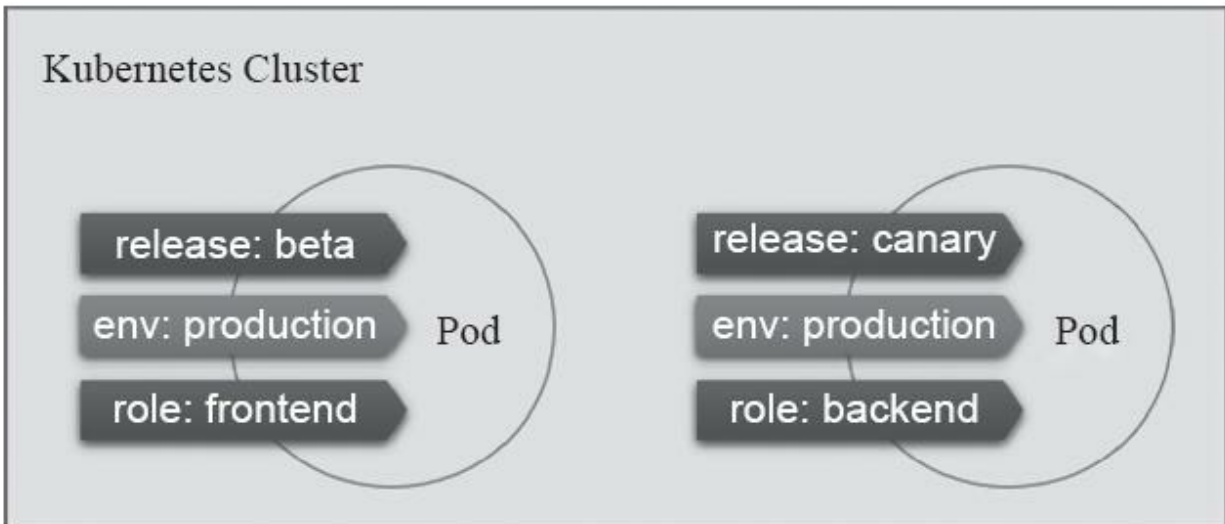 Kubernetes Cluster
release: beta
env: production
role: frontend
Pod
release: canary
env: production
role: backend
Pod